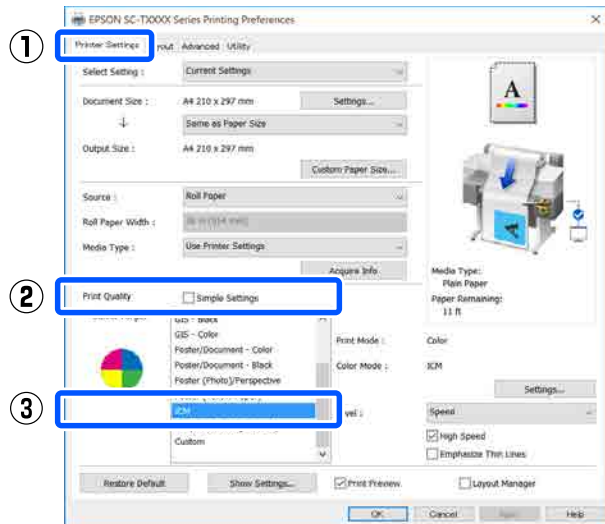 EPSON SC-TXXXX Series Printing Preferences
①
Printer Settings yout Advanced Utility
Select Setting : Current Settings
Document Size : A4 210 x 297 mm Settings...
Same as Paper Size
Output Size : A4 210 x 297 mm
Custom Paper Size...
A
Source : Roll Paper
Roll Paper Width :
Media Type : Use Printer Settings
Acquire Info
Media Type:
Plain Paper
Paper Remaining:
11 ft
②
Print Quality Simple Settings
GIS - Black
GIS - Color
Poster/Document - Color
Poster/Document - Black
Poster (Photo)/Perspective
③
ICM
Custom
Print Mode : Color
Color Mode : ICM
Settings...
vel : Speed
High Speed
Emphasize Thin Lines
Restore Default Show Settings... Print Preview Layout Manager
OK Cancel Help